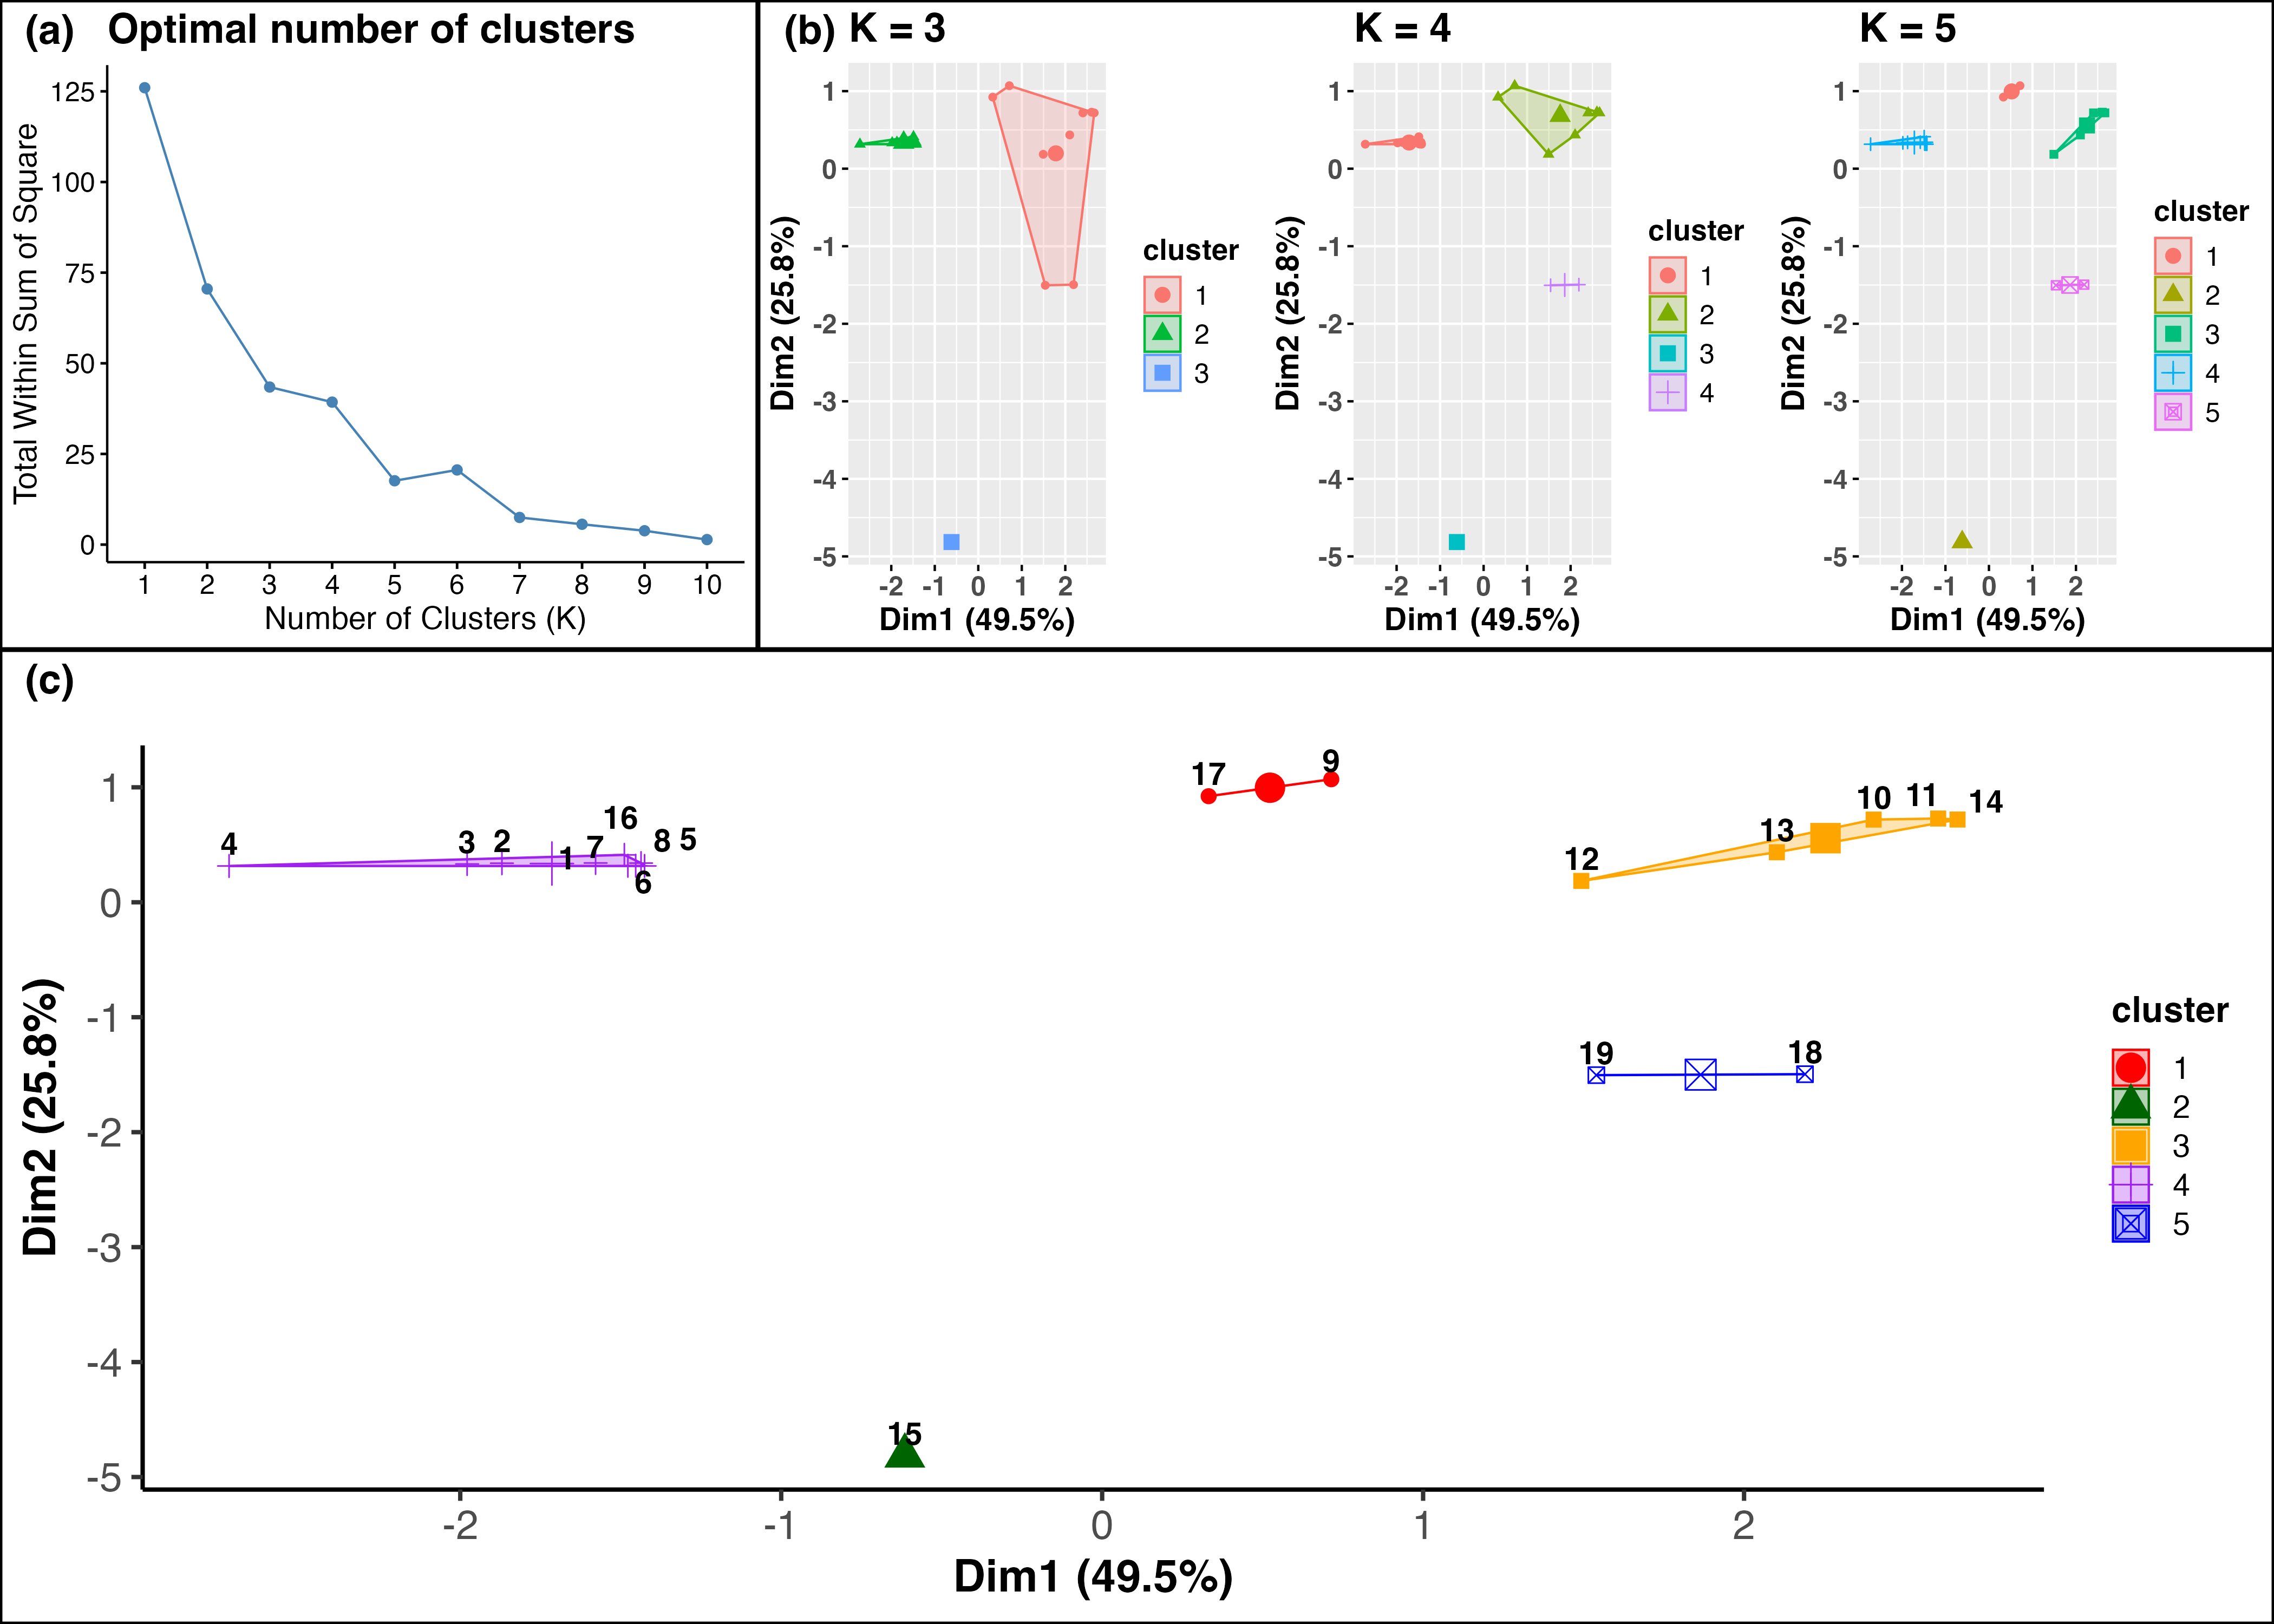 (a) Optimal number of clusters
Total Within Sum of Square
125
100
75
50
25
0
1 2 3 4 5 6 7 8 9 10
Number of Clusters (K)
(b) K = 3
Dim2 (25.8%)
1
0
-1
-2
-3
-4
-5
-2 -1 0 1 2
Dim1 (49.5%)
cluster
1
2
3
K = 4
Dim2 (25.8%)
1
0
-1
-2
-3
-4
-5
-2 -1 0 1 2
Dim1 (49.5%)
cluster
1
2
3
4
K = 5
Dim2 (25.8%)
1
0
-1
-2
-3
-4
-5
-2 -1 0 1 2
Dim1 (49.5%)
cluster
1
2
3
4
5
(c)
Dim2 (25.8%)
1
0
-1
-2
-3
-4
-5
4 3 2 1 7 16 6 8 5
17 9
12 13 10 11 14
19 18
15
-2 -1 0 1 2
Dim1 (49.5%)
cluster
1
2
3
4
5